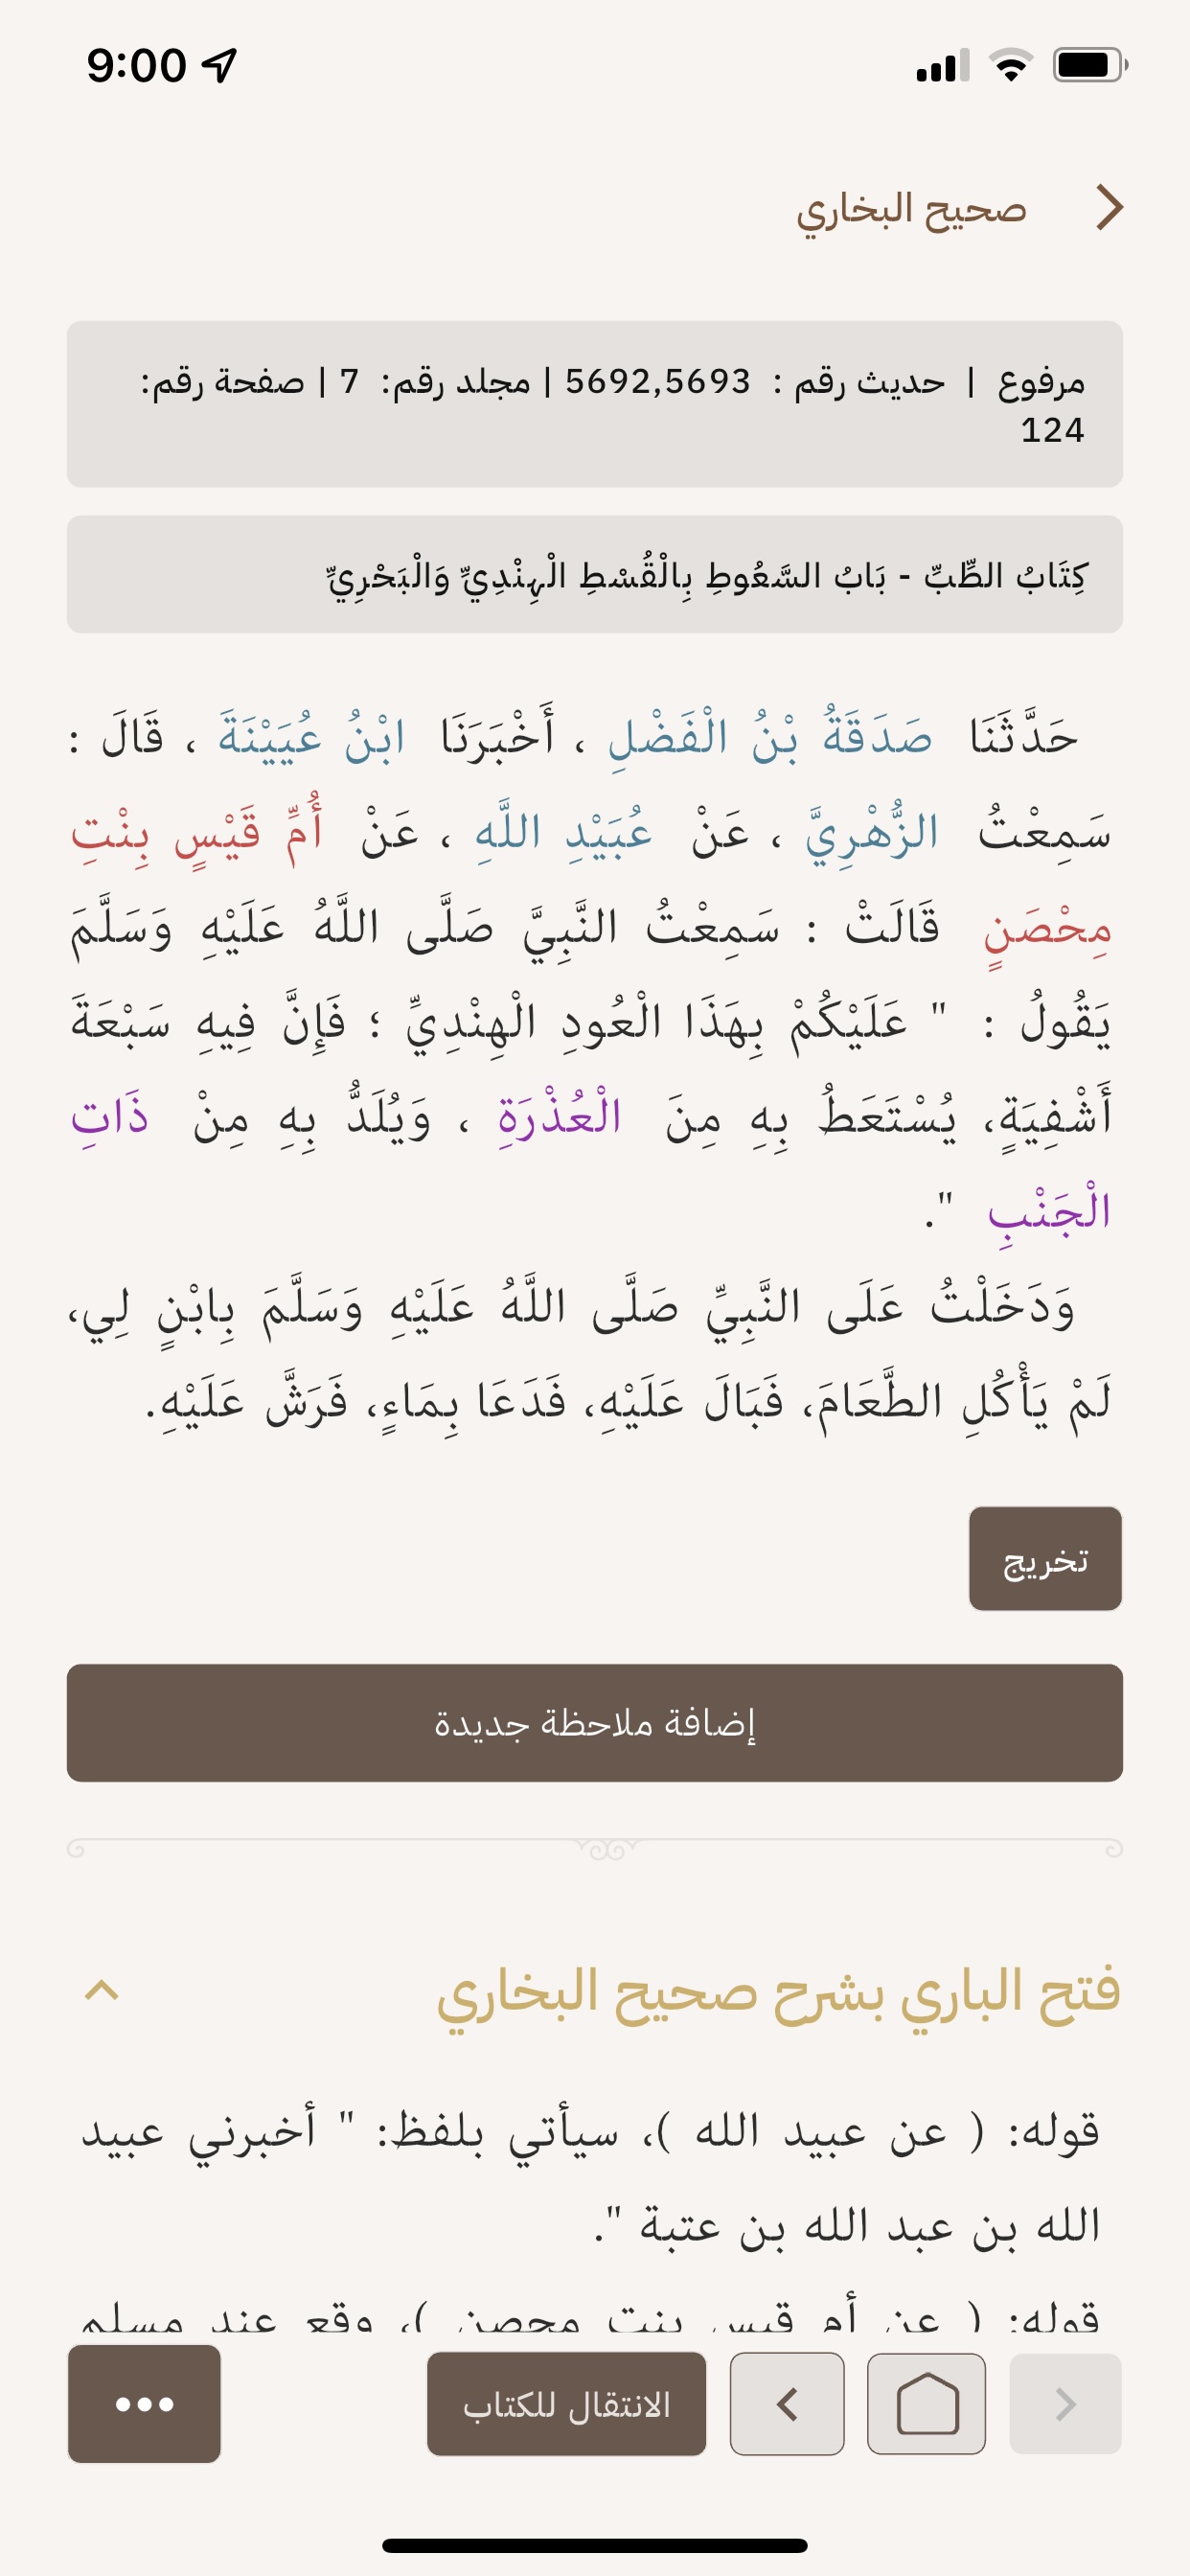 9:00
صحيح البخاري
مرفوع | حديث رقم : 5692,5693 | مجلد رقم: 7 | صفحة رقم:
124
كِتَابُ الطِّبِّ - بَابُ السَّعُوطِ بِالْقُسْطِ الْهِنْدِيِّ وَالْبَحْرِيِّ
حَدَّثَنَا صَدَقَةُ بْنُ الْفَضْلِ ، أَخْبَرَنَا ابْنُ عُيَيْنَةَ ، قَالَ :
سَمِعْتُ الزُّهْرِيَّ ، عَنْ عُبَيْدِ اللَّهِ ، عَنْ أُمِّ قَيْسٍ بِنْتِ
مِحْصَنٍ قَالَتْ : سَمِعْتُ النَّبِيَّ صَلَّى اللَّهُ عَلَيْهِ وَسَلَّمَ
يَقُولُ : " عَلَيْكُمْ بِهَذَا الْعُودِ الْهِنْدِيِّ ؛ فَإِنَّ فِيهِ سَبْعَةَ
أَشْفِيَةٍ، يُسْتَعَطُ بِهِ مِنَ الْعُذْرَةِ ، وَيُلَدُّ بِهِ مِنْ ذَاتِ
الْجَنْبِ ".
وَدَخَلْتُ عَلَى النَّبِيِّ صَلَّى اللَّهُ عَلَيْهِ وَسَلَّمَ بِابْنٍ لِي،
لَمْ يَأْكُلِ الطَّعَامَ، فَبَالَ عَلَيْهِ، فَدَعَا بِمَاءٍ، فَرَشَّ عَلَيْهِ.
تخريج
إضافة ملاحظة جديدة
فتح الباري بشرح صحيح البخاري
قوله: ( عن عبيد الله )، سيأتي بلفظ: " أخبرني عبيد
الله بن عبد الله بن عتبة ".
قوله: ( عن أم قيس بنت محصن )، وقع عند مسلم
الانتقال للكتاب